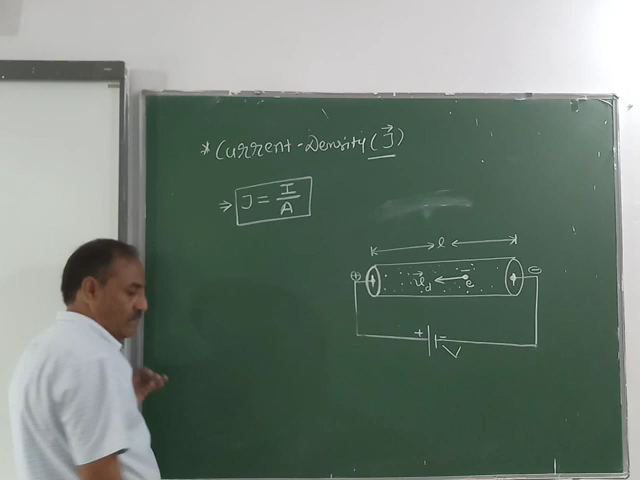 * Current-Density (J⃗)
⇒ J = I/A
l
⊕ + v⃗d e⁻ + ⊖
+ -
V